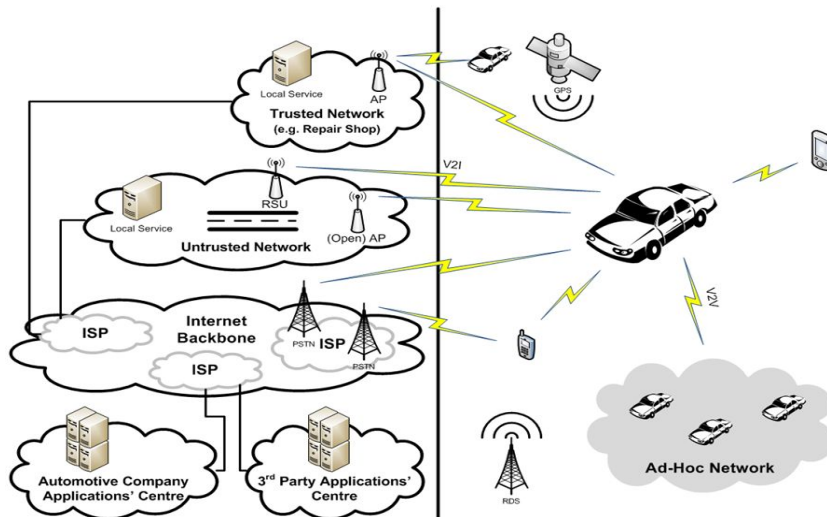 Local Service
AP
Trusted Network
(e.g. Repair Shop)
GPS
V2I
RSU
Local Service
(Open) AP
Untrusted Network
ISP
Internet
Backbone
PSTN
ISP
PSTN
ISP
V2V
Automotive Company
Applications' Centre
3rd Party Applications'
Centre
RDS
Ad-Hoc Network